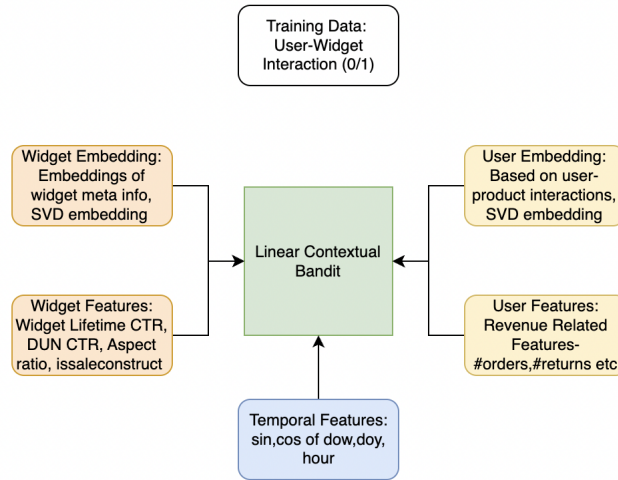 Training Data:
User-Widget
Interaction (0/1)
Widget Embedding:
Embeddings of
widget meta info,
SVD embedding
User Embedding:
Based on user-
product interactions,
SVD embedding
Linear Contextual
Bandit
Widget Features:
Widget Lifetime CTR,
DUN CTR, Aspect
ratio, issaleconstruct
User Features:
Revenue Related
Features-
#orders,#returns etc
Temporal Features:
sin,cos of dow,doy,
hour